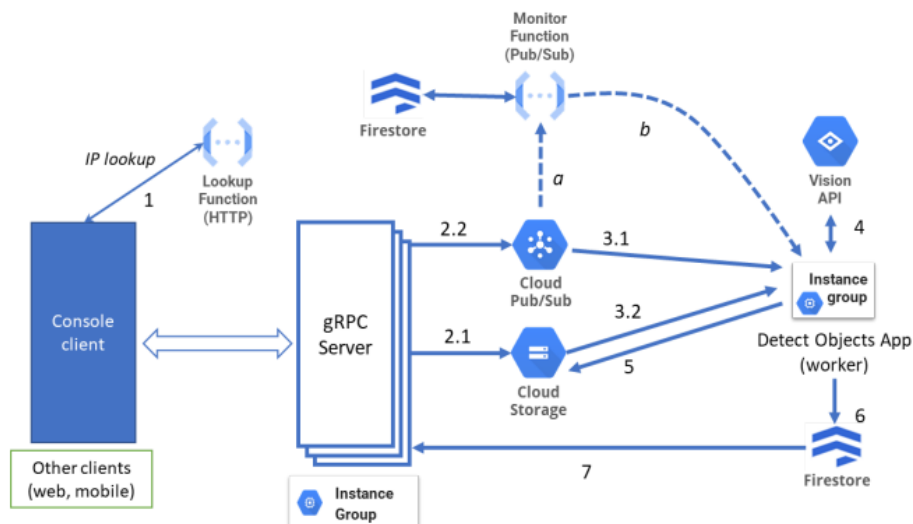 Monitor
Function
(Pub/Sub)
Firestore
b
IP lookup
1
Lookup
Function
(HTTP)
a
Vision
API
4
2.2
3.1
Cloud
Pub/Sub
Instance
group
Console
client
gRPC
Server
2.1
3.2
5
Cloud
Storage
Detect Objects App
(worker)
6
Other clients
(web, mobile)
7
Firestore
Instance
Group